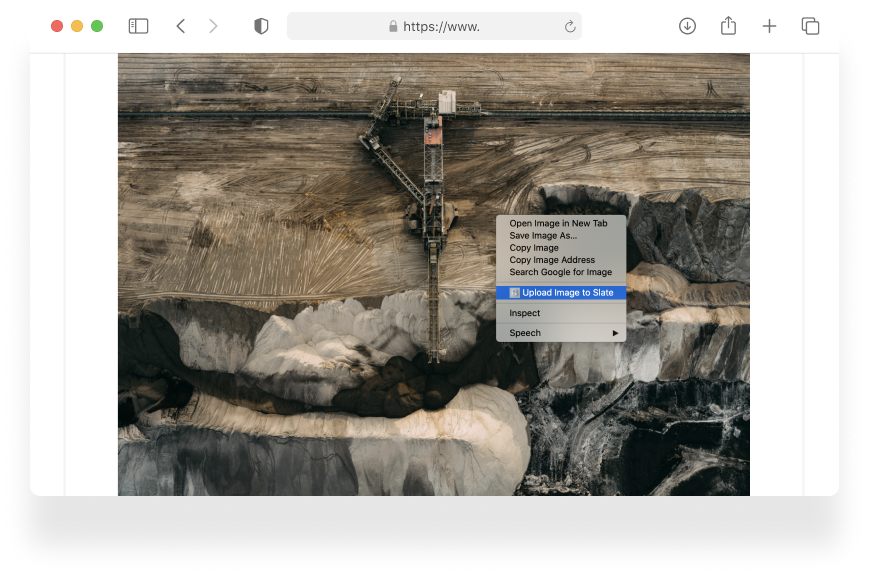 https://www.
Open Image in New Tab
Save Image As...
Copy Image
Copy Image Address
Search Google for Image
Upload Image to Slate
Inspect
Speech